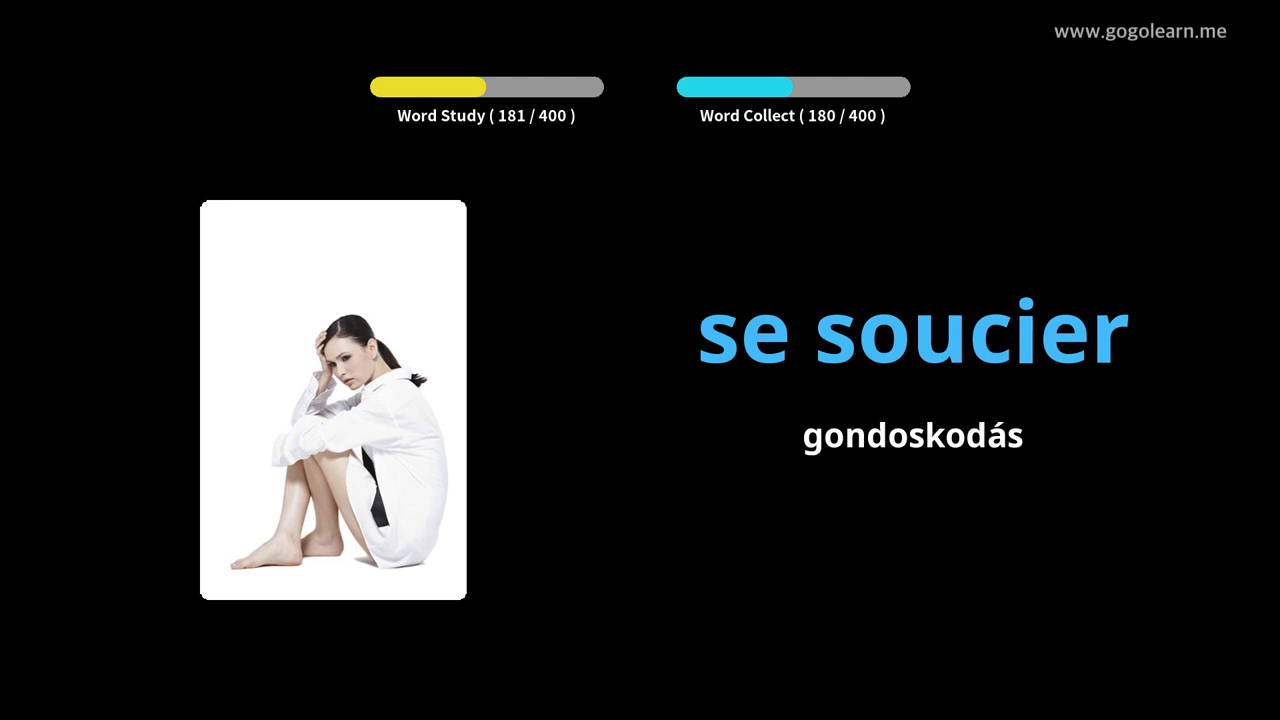 www.gogolearn.me
Word Study ( 181 / 400 )
Word Collect ( 180 / 400 )
se soucier
gondoskodás